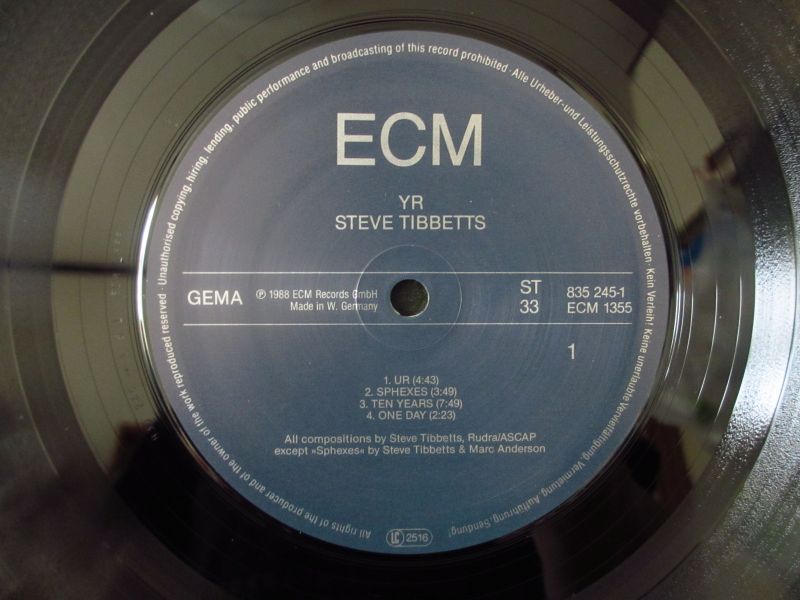 ECM
YR
STEVE TIBBETTS
GEMA
℗ 1988 ECM Records GmbH
Made in W. Germany
ST
33
835 245-1
ECM 1355
1
1. UR (4:43)
2. SPHEXES (3:49)
3. TEN YEARS (7:49)
4. ONE DAY (2:23)
All compositions by Steve Tibbetts, Rudra/ASCAP
except »Sphexes« by Steve Tibbetts & Marc Anderson
LC 2516
All rights of the producer and of the owner of the work reproduced reserved · Unauthorised copying, hiring, lending, public performance and broadcasting of this record prohibited · Alle Urheber- und Leistungsschutzrechte vorbehalten · Kein Verleih! Keine unerlaubte Vervielfältigung, Vermietung, Aufführung, Sendung!